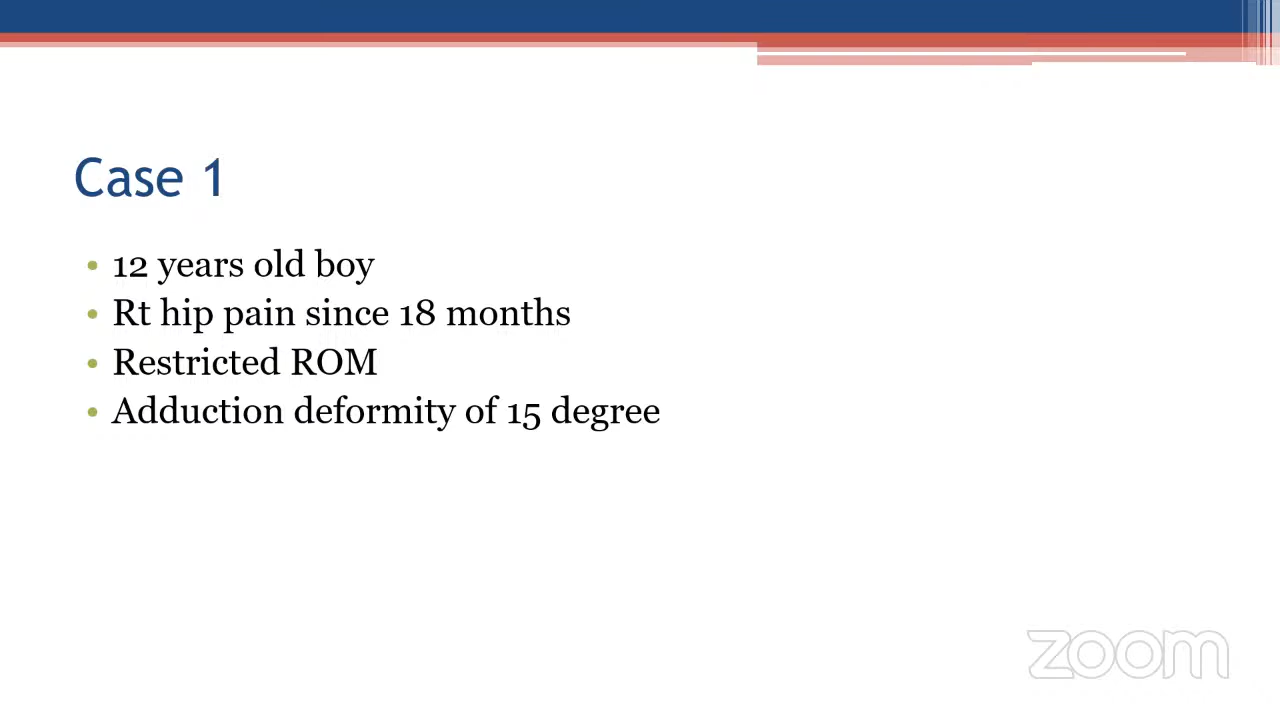 Case 1
• 12 years old boy
• Rt hip pain since 18 months
• Restricted ROM
• Adduction deformity of 15 degree
zoom